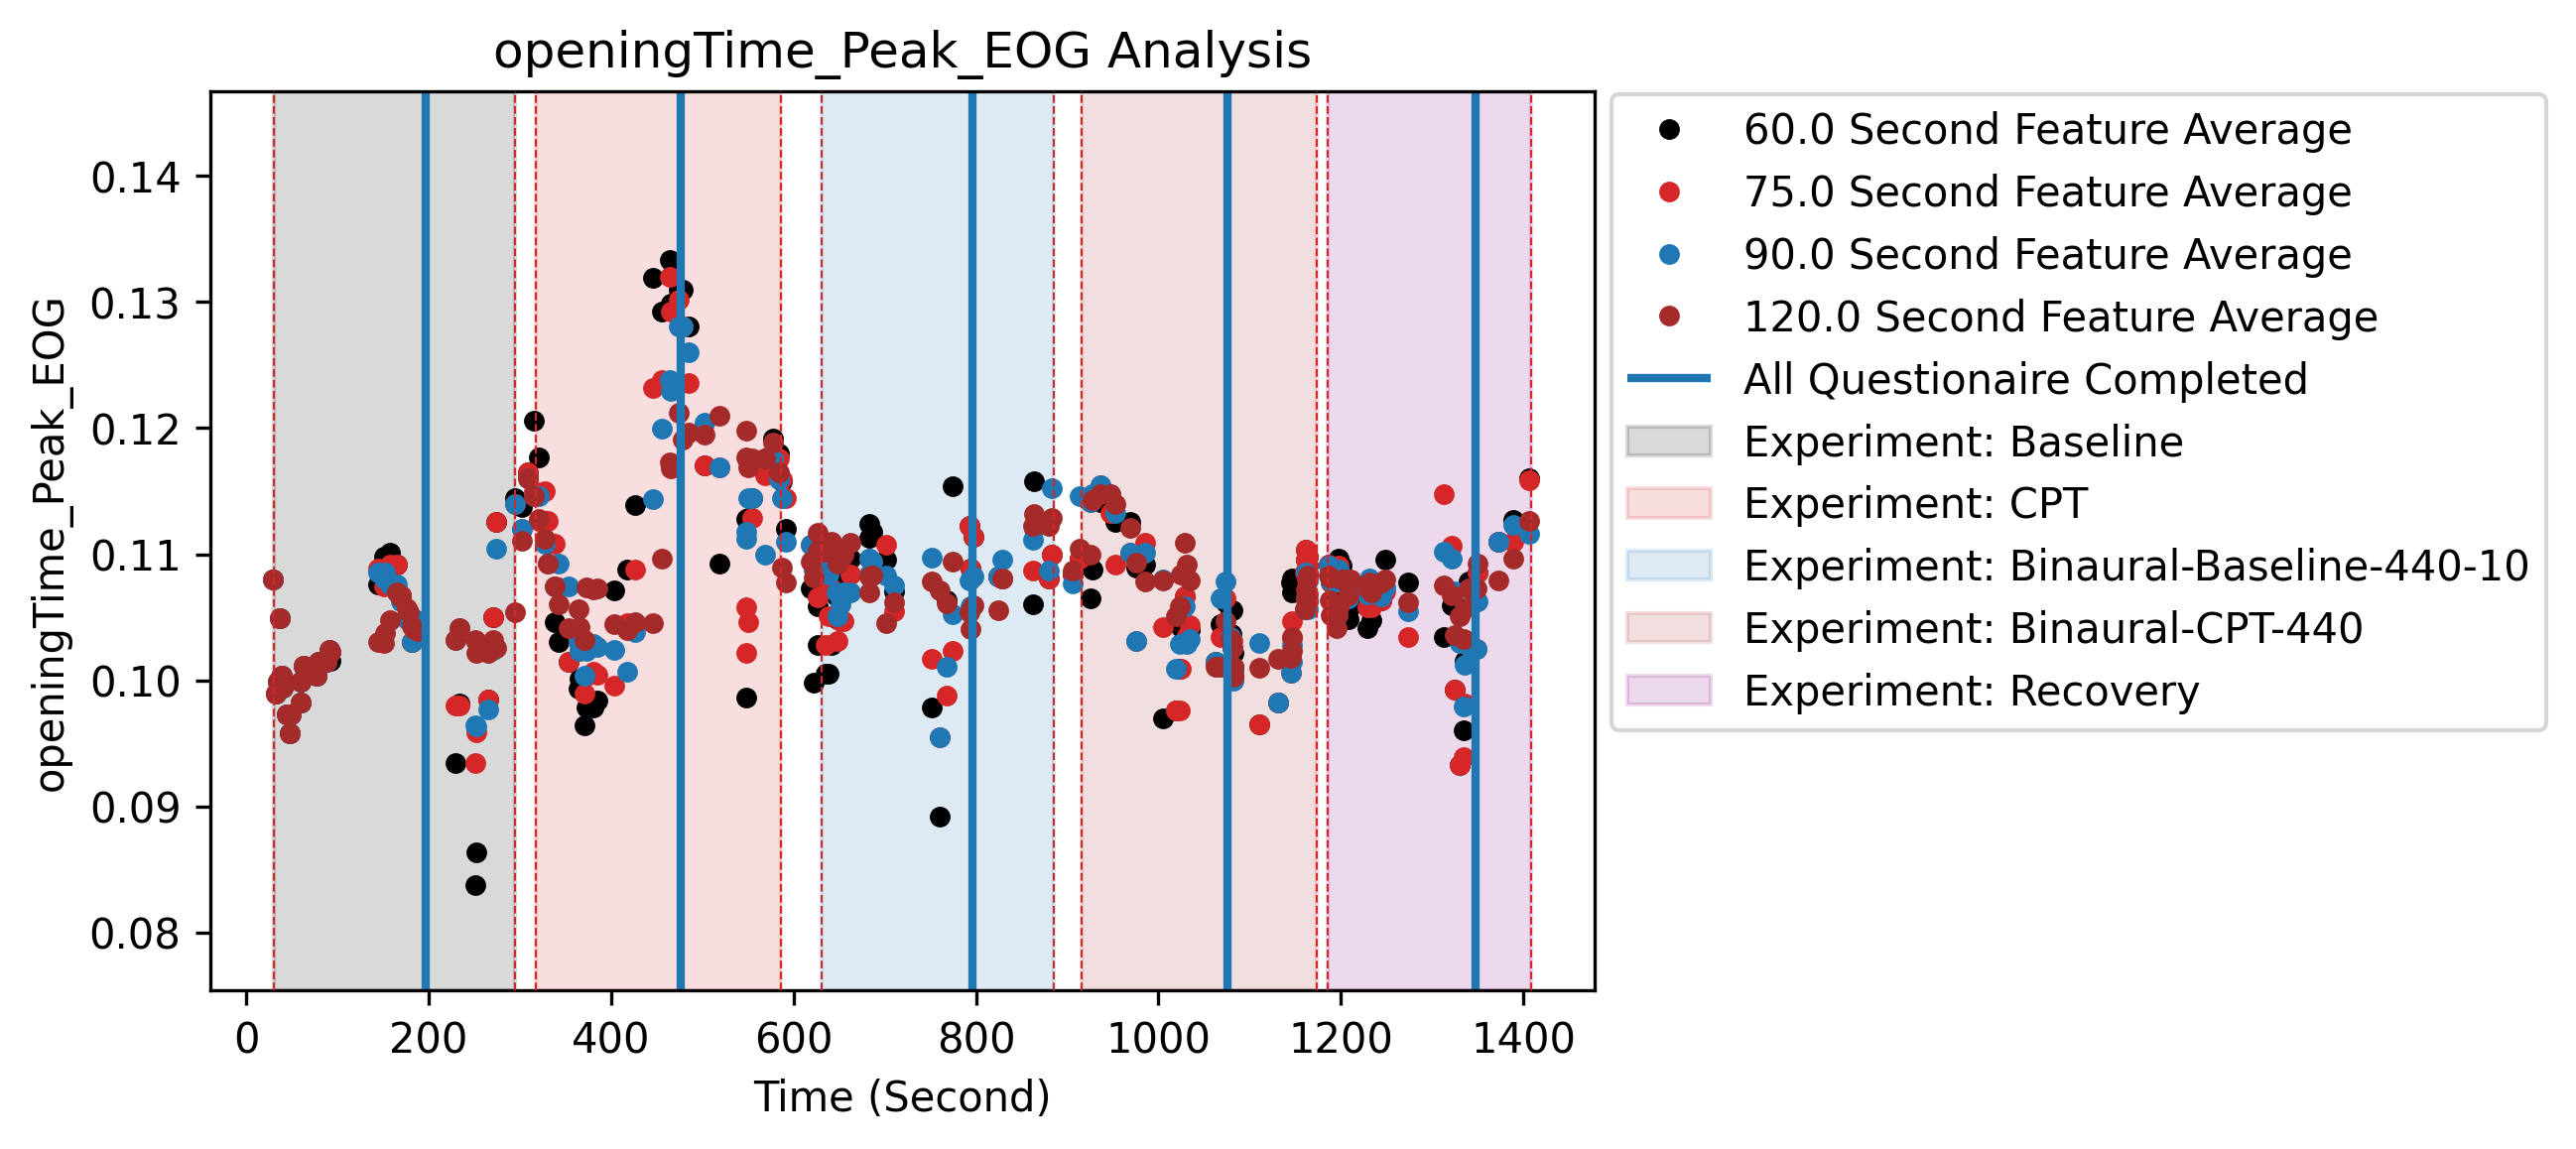 openingTime_Peak_EOG Analysis
openingTime_Peak_EOG
0.14
0.13
0.12
0.11
0.10
0.09
0.08
0 200 400 600 800 1000 1200 1400
Time (Second)
60.0 Second Feature Average
75.0 Second Feature Average
90.0 Second Feature Average
120.0 Second Feature Average
All Questionaire Completed
Experiment: Baseline
Experiment: CPT
Experiment: Binaural-Baseline-440-10
Experiment: Binaural-CPT-440
Experiment: Recovery